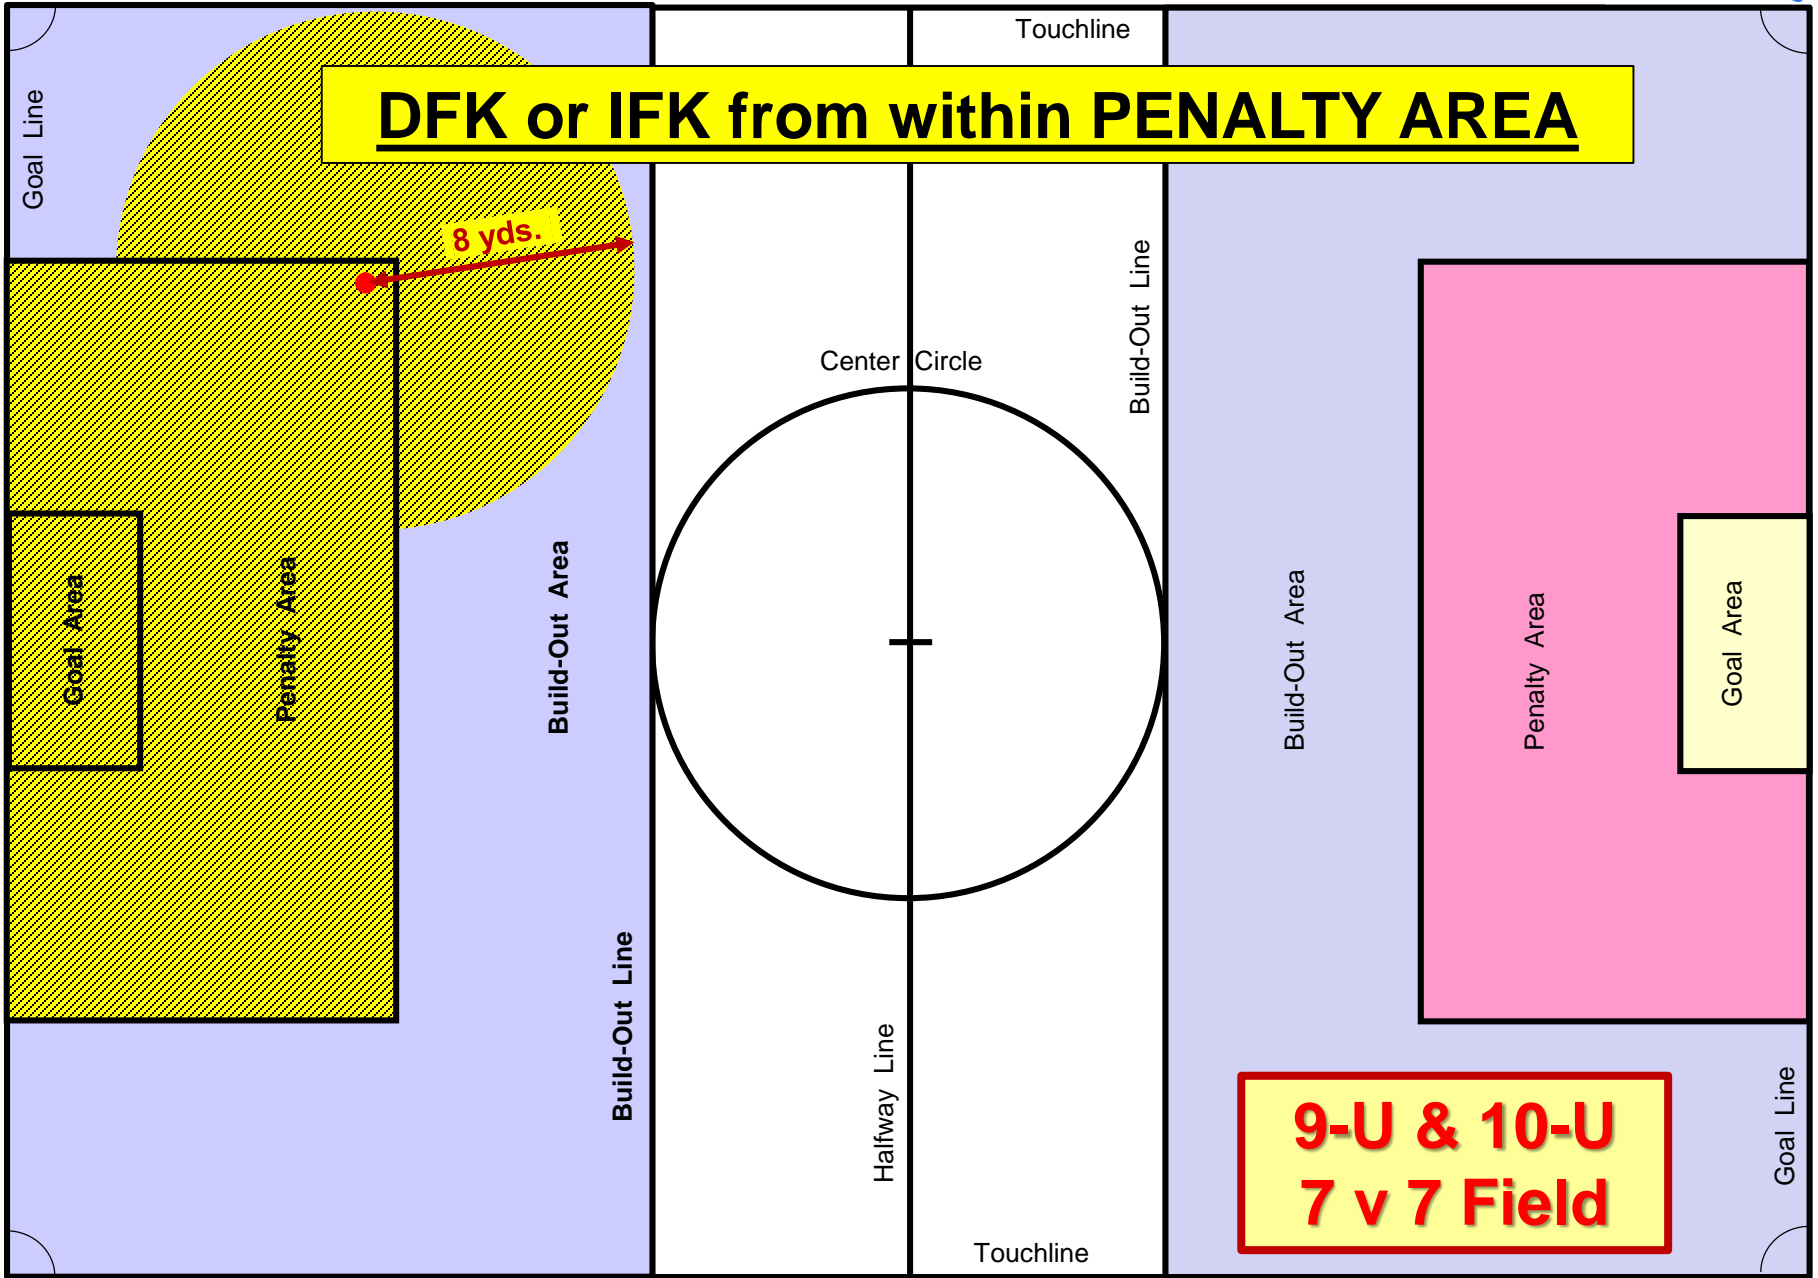 Touchline
DFK or IFK from within PENALTY AREA
Goal Line
8 yds.
Build-Out Line
Center Circle
Goal Area
Penalty Area
Build-Out Area
Build-Out Area
Penalty Area
Goal Area
Build-Out Line
Halfway Line
9-U & 10-U
7 v 7 Field
Goal Line
Touchline